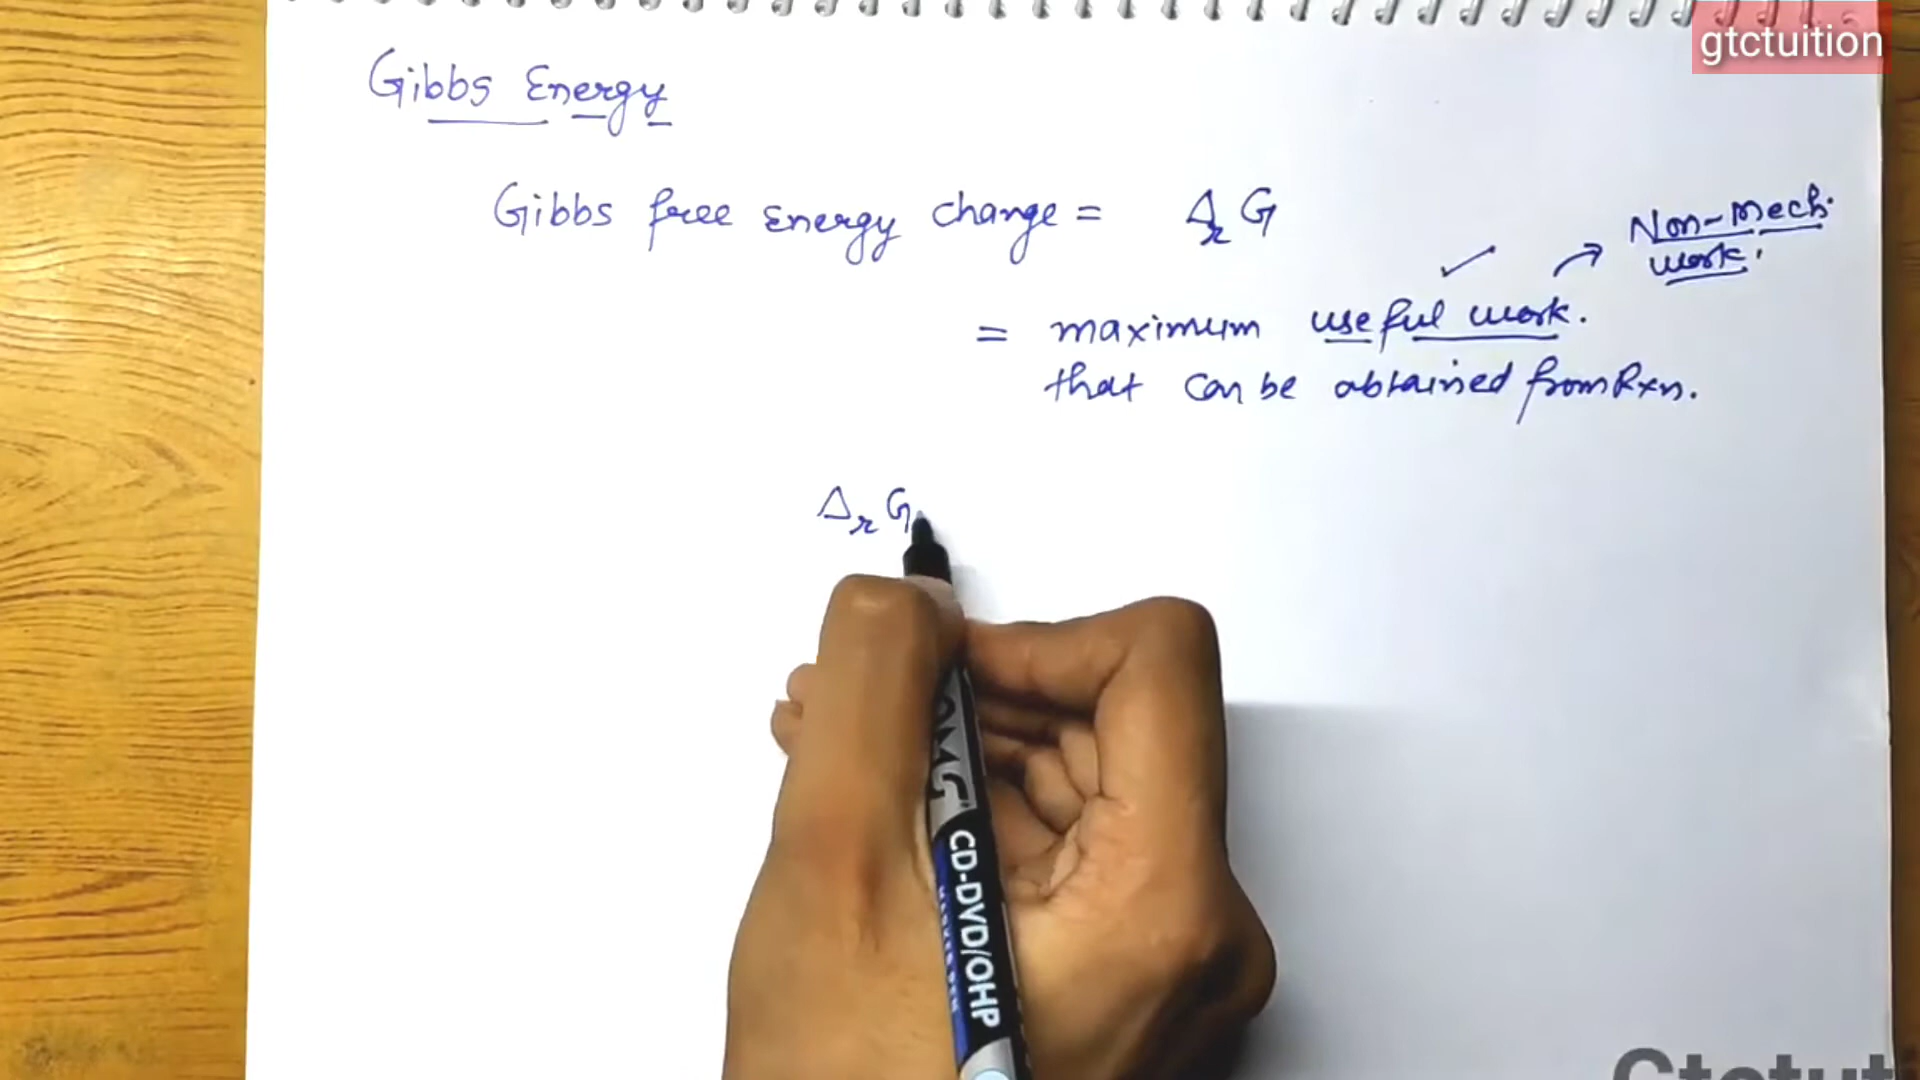 gtctuition
Gibbs Energy
Gibbs free Energy change = ΔrG
Non-mech.
work.
= maximum useful work.
that can be obtained from Rxn.
ΔrG
OMG
CD-DVD/OHP